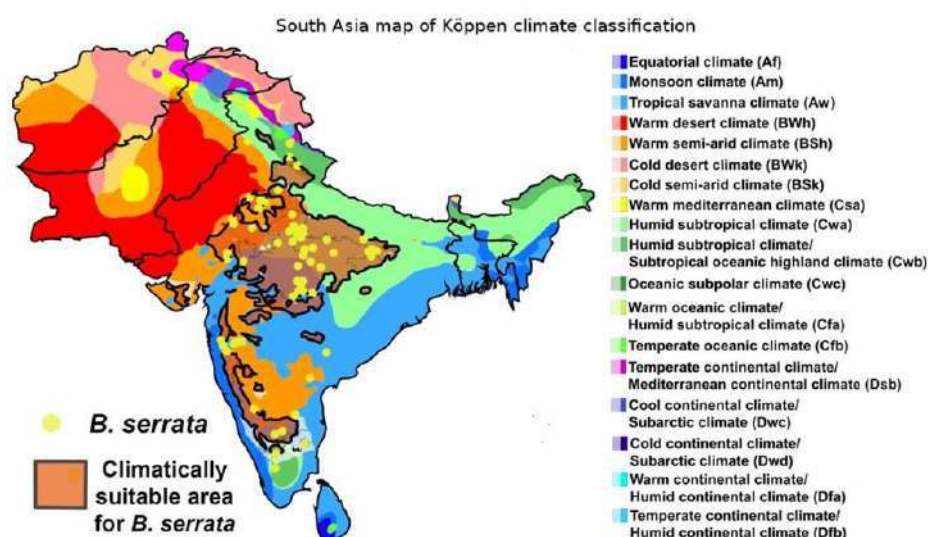 South Asia map of Köppen climate classification
Equatorial climate (Af)
Monsoon climate (Am)
Tropical savanna climate (Aw)
Warm desert climate (BWh)
Warm semi-arid climate (BSh)
Cold desert climate (BWk)
Cold semi-arid climate (BSk)
Warm mediterranean climate (Csa)
Humid subtropical climate (Cwa)
Humid subtropical climate/
Subtropical oceanic highland climate (Cwb)
Oceanic subpolar climate (Cwc)
Warm oceanic climate/
Humid subtropical climate (Cfa)
Temperate oceanic climate (Cfb)
Temperate continental climate/
Mediterranean continental climate (Dsb)
Cool continental climate/
Subarctic climate (Dwc)
Cold continental climate/
Subarctic climate (Dwd)
Warm continental climate/
Humid continental climate (Dfa)
Temperate continental climate/
Humid continental climate (Dfb)
B. serrata
Climatically
suitable area
for B. serrata